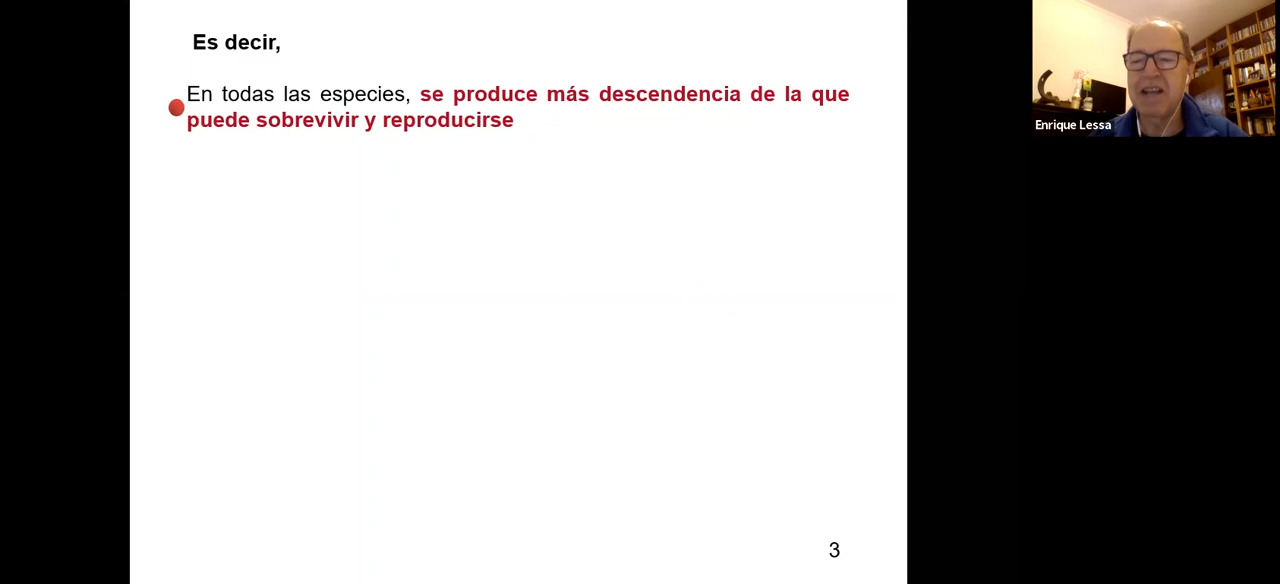 Es decir,
En todas las especies, se produce más descendencia de la que
puede sobrevivir y reproducirse
Enrique Lessa
3